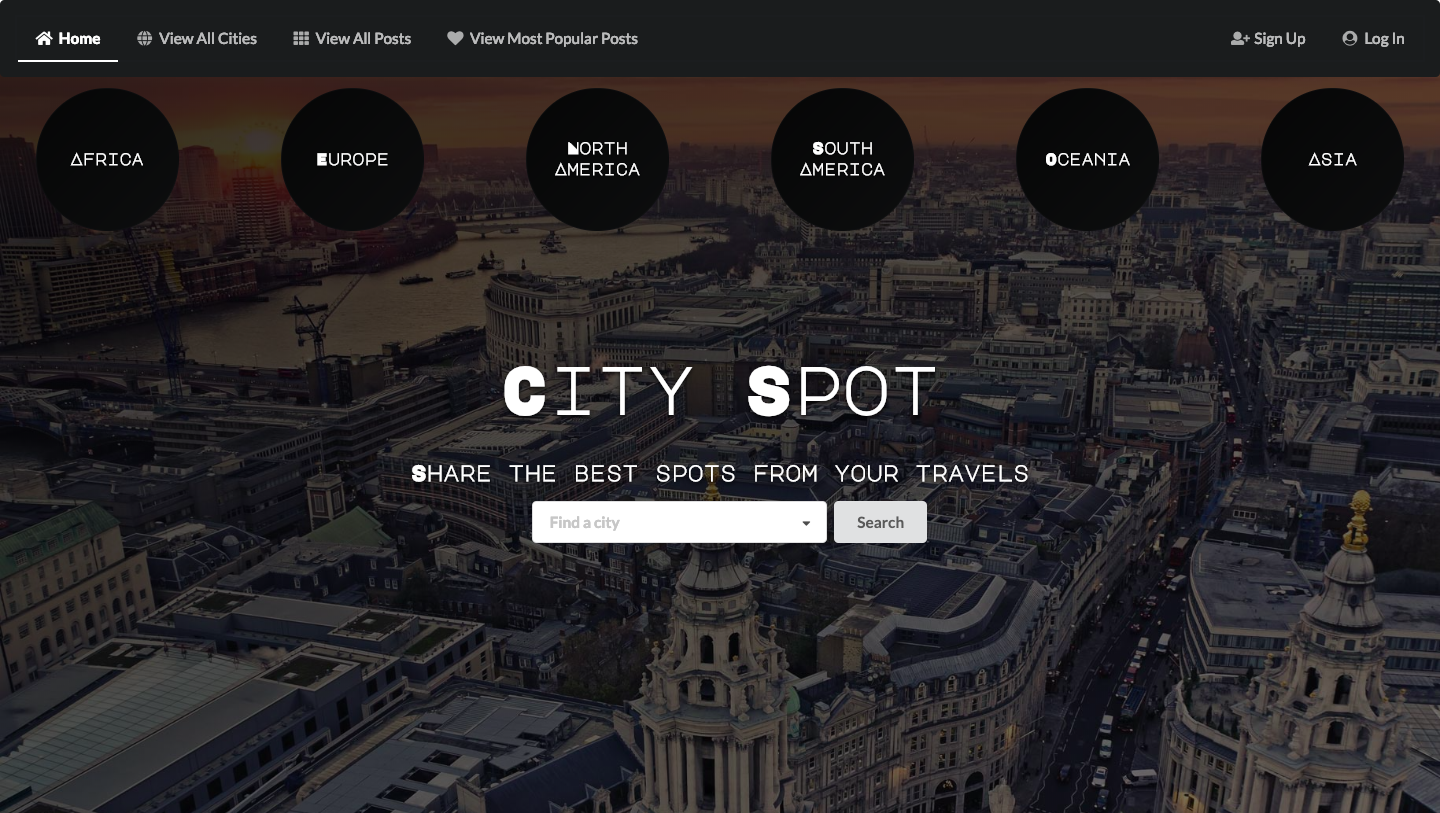 Home View All Cities View All Posts View Most Popular Posts Sign Up Log In
AFRICA EUROPE NORTH AMERICA SOUTH AMERICA OCEANIA ASIA
CITY SPOT
SHARE THE BEST SPOTS FROM YOUR TRAVELS
Find a city Search